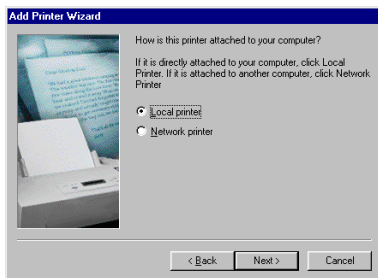 Add Printer Wizard
How is this printer attached to your computer?
If it is directly attached to your computer, click Local
Printer. If it is attached to another computer, click Network
Printer
Local printer
Network printer
< Back
Next >
Cancel